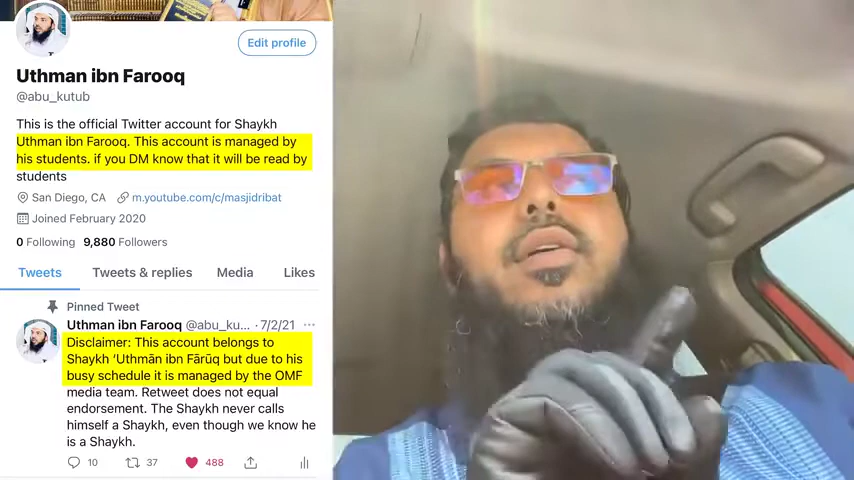 Edit profile
Uthman ibn Farooq
@abu_kutub
This is the official Twitter account for Shaykh
Uthman ibn Farooq. This account is managed by
his students. if you DM know that it will be read by
students
San Diego, CA m.youtube.com/c/masjidribat
Joined February 2020
0 Following 9,880 Followers
Tweets Tweets & replies Media Likes
Pinned Tweet
Uthman ibn Farooq @abu_ku... · 7/2/21 ...
Disclaimer: This account belongs to
Shaykh ‘Uthmān ibn Fārūq but due to his
busy schedule it is managed by the OMF
media team. Retweet does not equal
endorsement. The Shaykh never calls
himself a Shaykh, even though we know he
is a Shaykh.
10 37 488